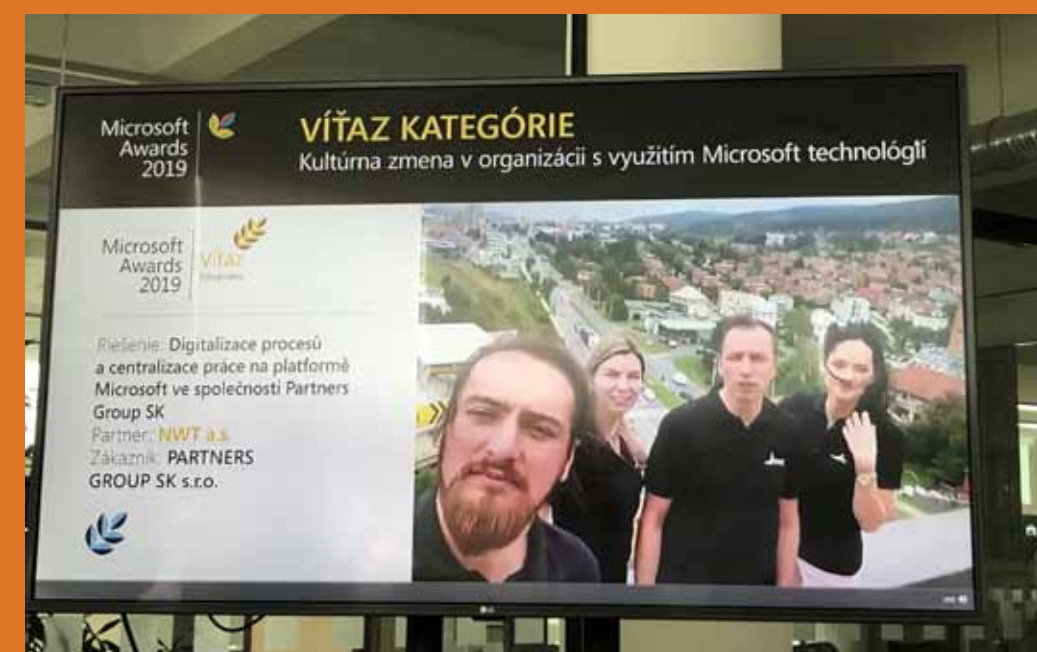 Microsoft
Awards
2019
VÍŤAZ KATEGÓRIE
Kultúrna zmena v organizácii s využitím Microsoft technológií
Microsoft
Awards
2019
Víťaz
Riešenie: Digitalizace procesů
a centralizace práce na platformě
Microsoft ve společnosti Partners
Group SK
Partner: NWT a.s.
Zákazník: PARTNERS
GROUP SK s.r.o.
LG